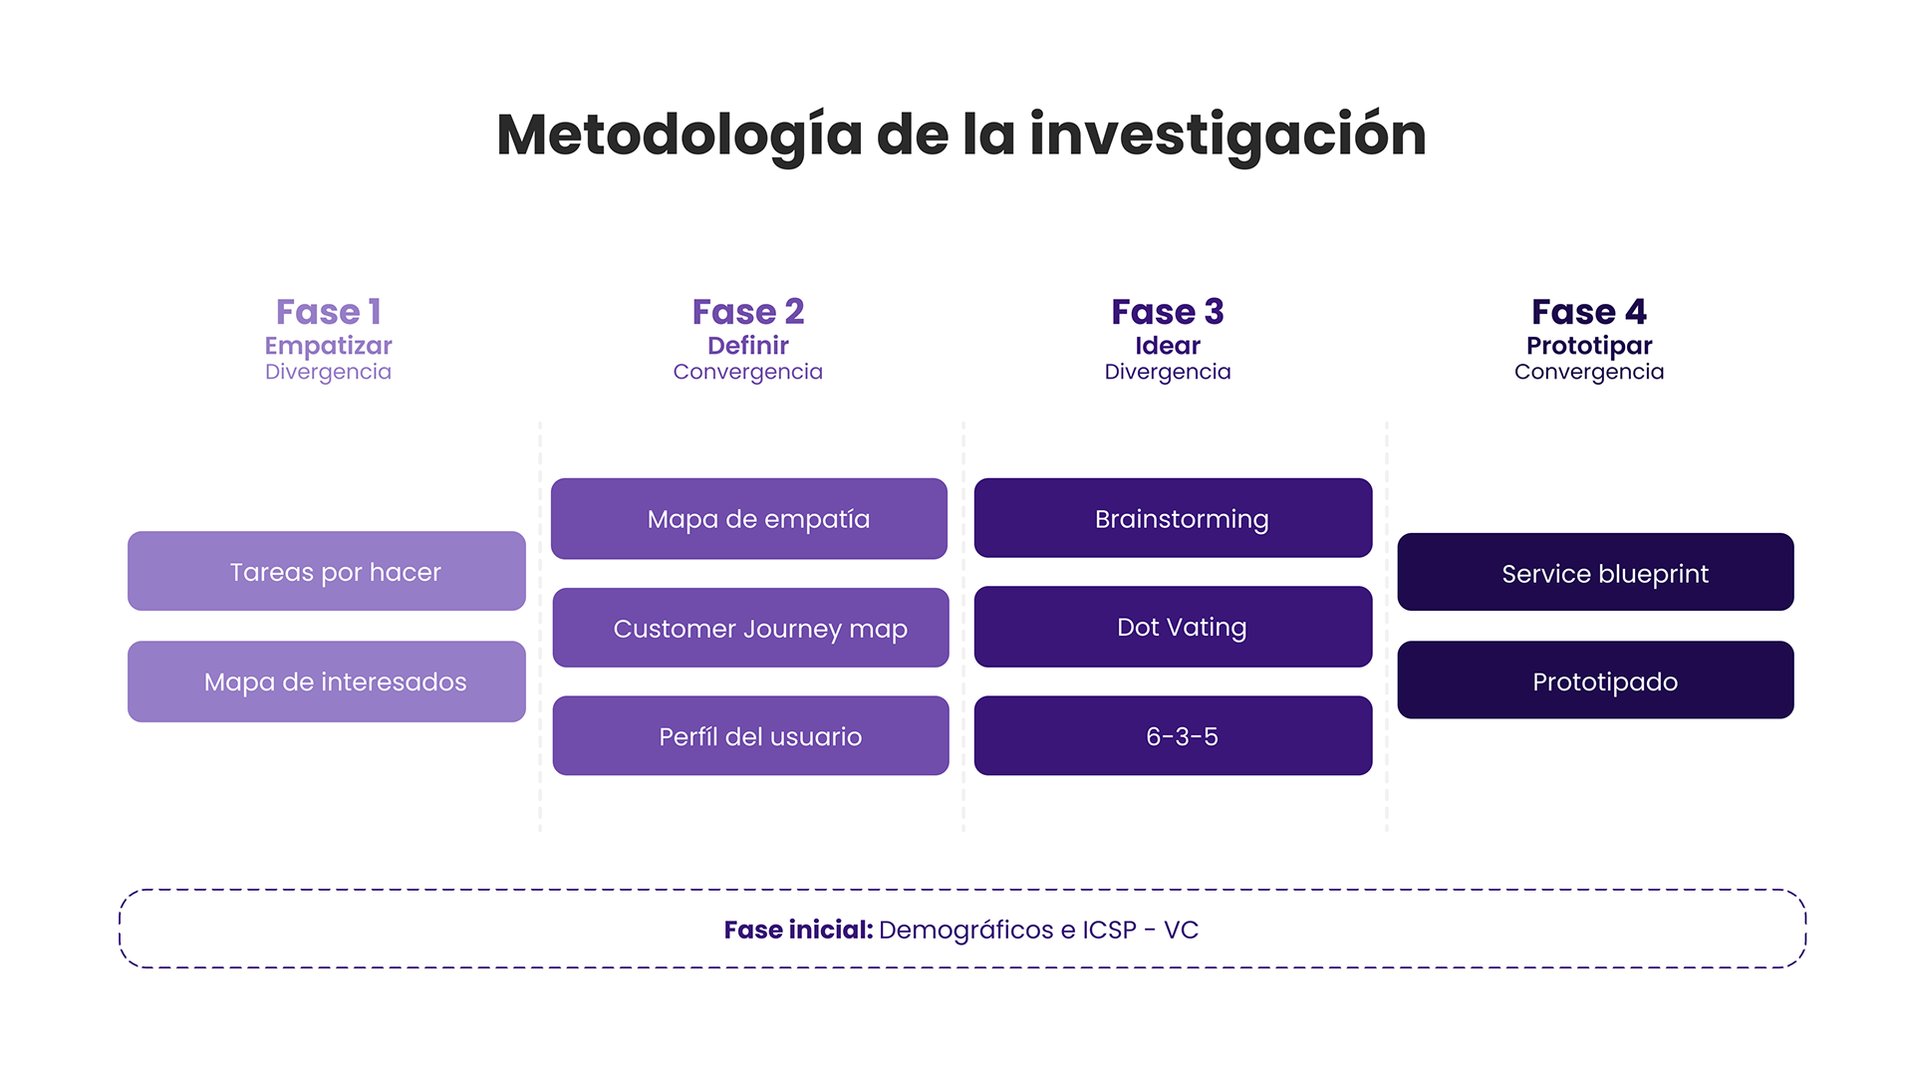 Metodología de la investigación
Fase 1
Empatizar
Divergencia
Tareas por hacer
Mapa de interesados
Fase 2
Definir
Convergencia
Mapa de empatía
Customer Journey map
Perfíl del usuario
Fase 3
Idear
Divergencia
Brainstorming
Dot Vating
6-3-5
Fase 4
Prototipar
Convergencia
Service blueprint
Prototipado
Fase inicial: Demográficos e ICSP - VC